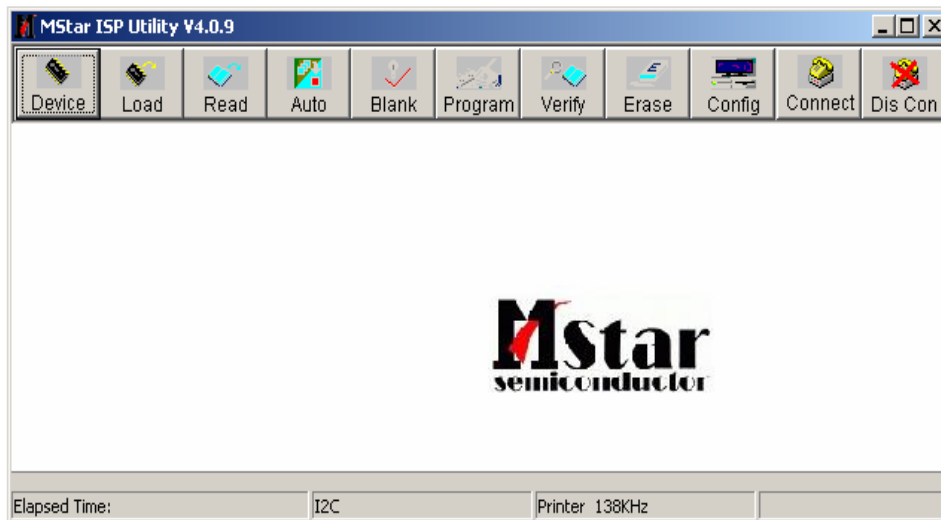 MStar ISP Utility V4.0.9
Device Load Read Auto Blank Program Verify Erase Config Connect Dis Con
MStar
semiconductor
Elapsed Time: I2C Printer 138KHz